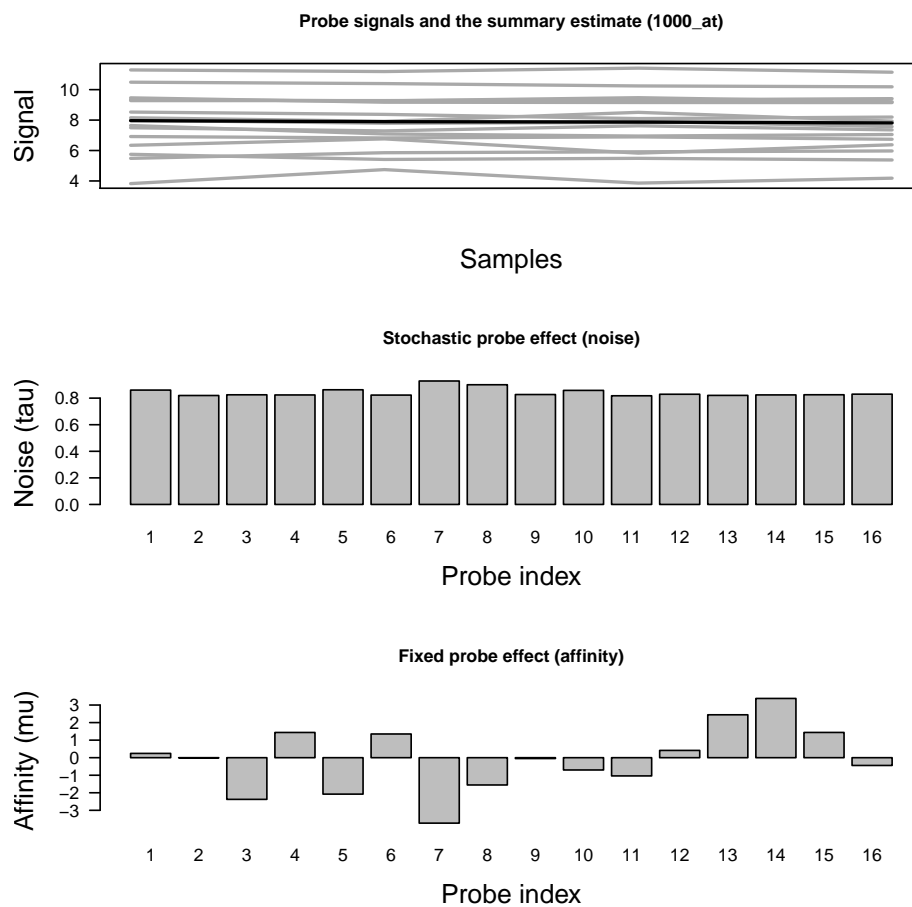 Probe signals and the summary estimate (1000_at)
Signal
10
8
6
4
Samples
Stochastic probe effect (noise)
Noise (tau)
0.8
0.6
0.4
0.2
0.0
1 2 3 4 5 6 7 8 9 10 11 12 13 14 15 16
Probe index
Fixed probe effect (affinity)
Affinity (mu)
3
2
1
0
−1
−2
−3
1 2 3 4 5 6 7 8 9 10 11 12 13 14 15 16
Probe index